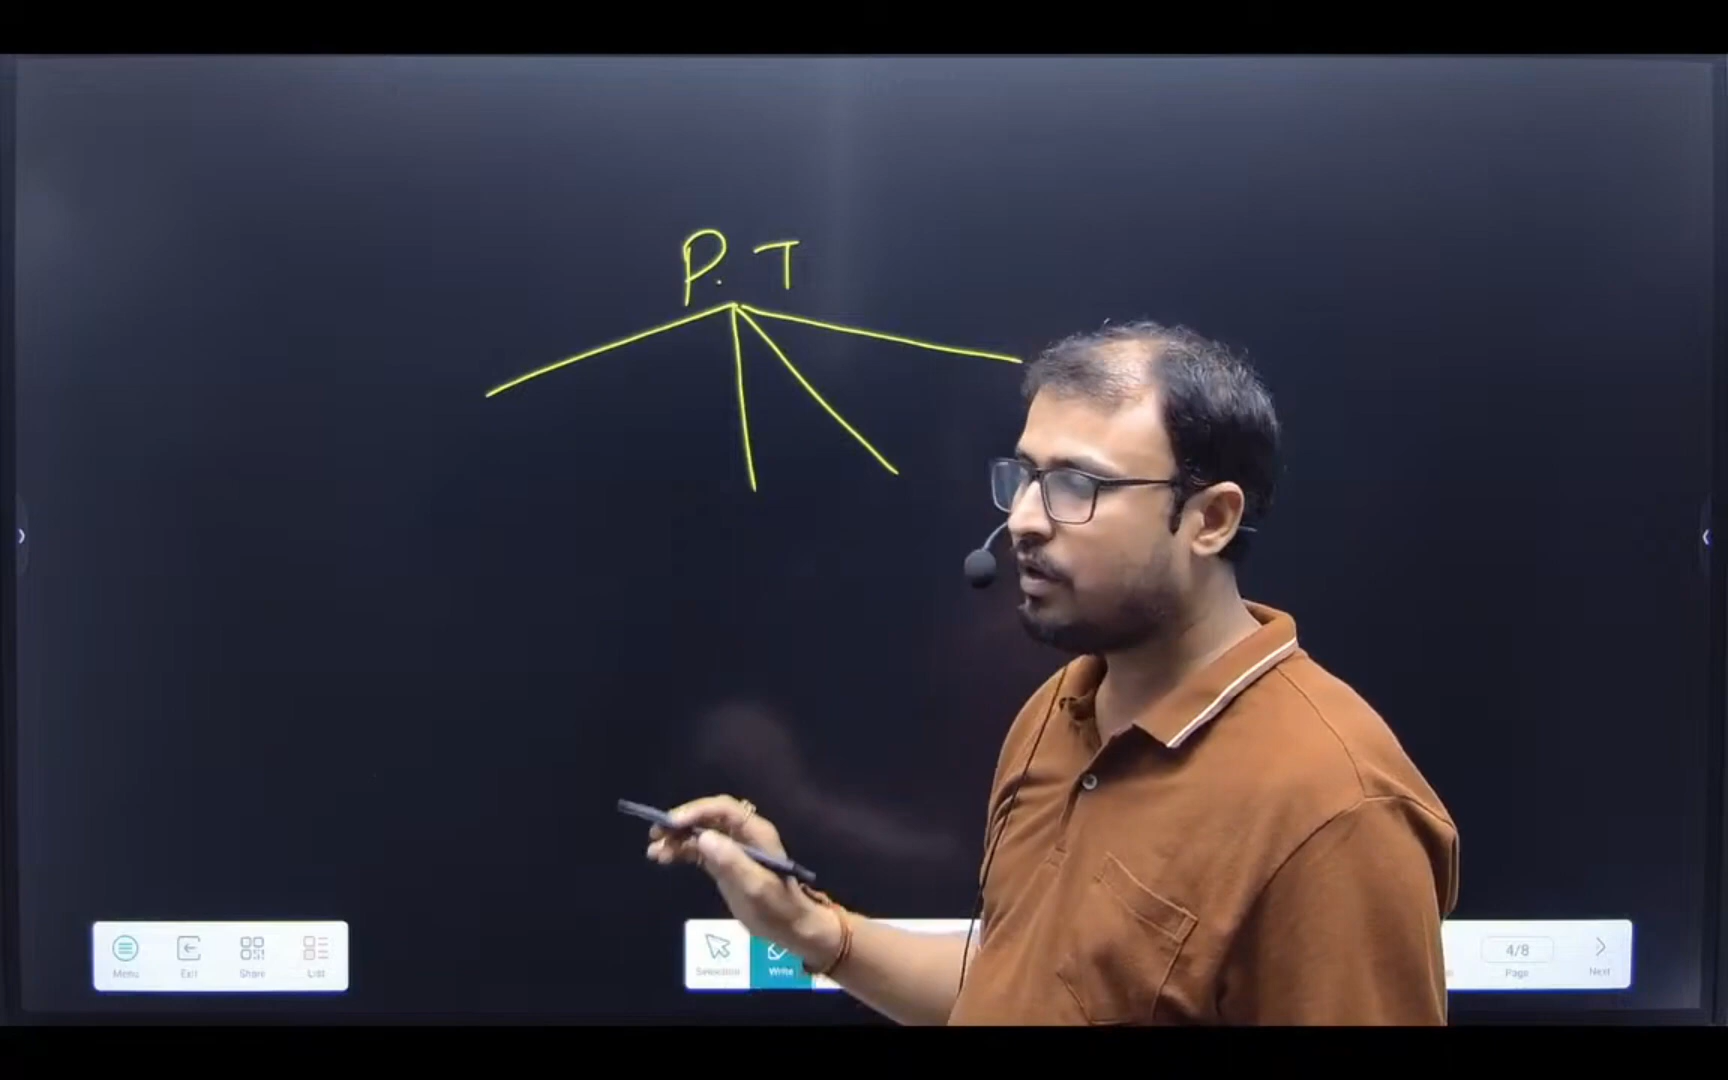 P. T
Menu
Exit
Share
List
Selection
Write
4/8
Page
Next